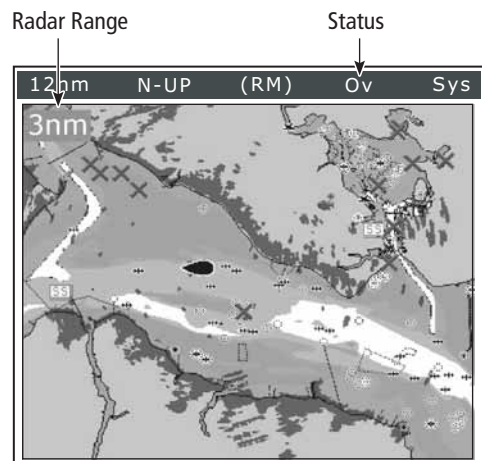 Radar Range Status
12nm N-UP (RM) Ov Sys
3nm
SS
SS